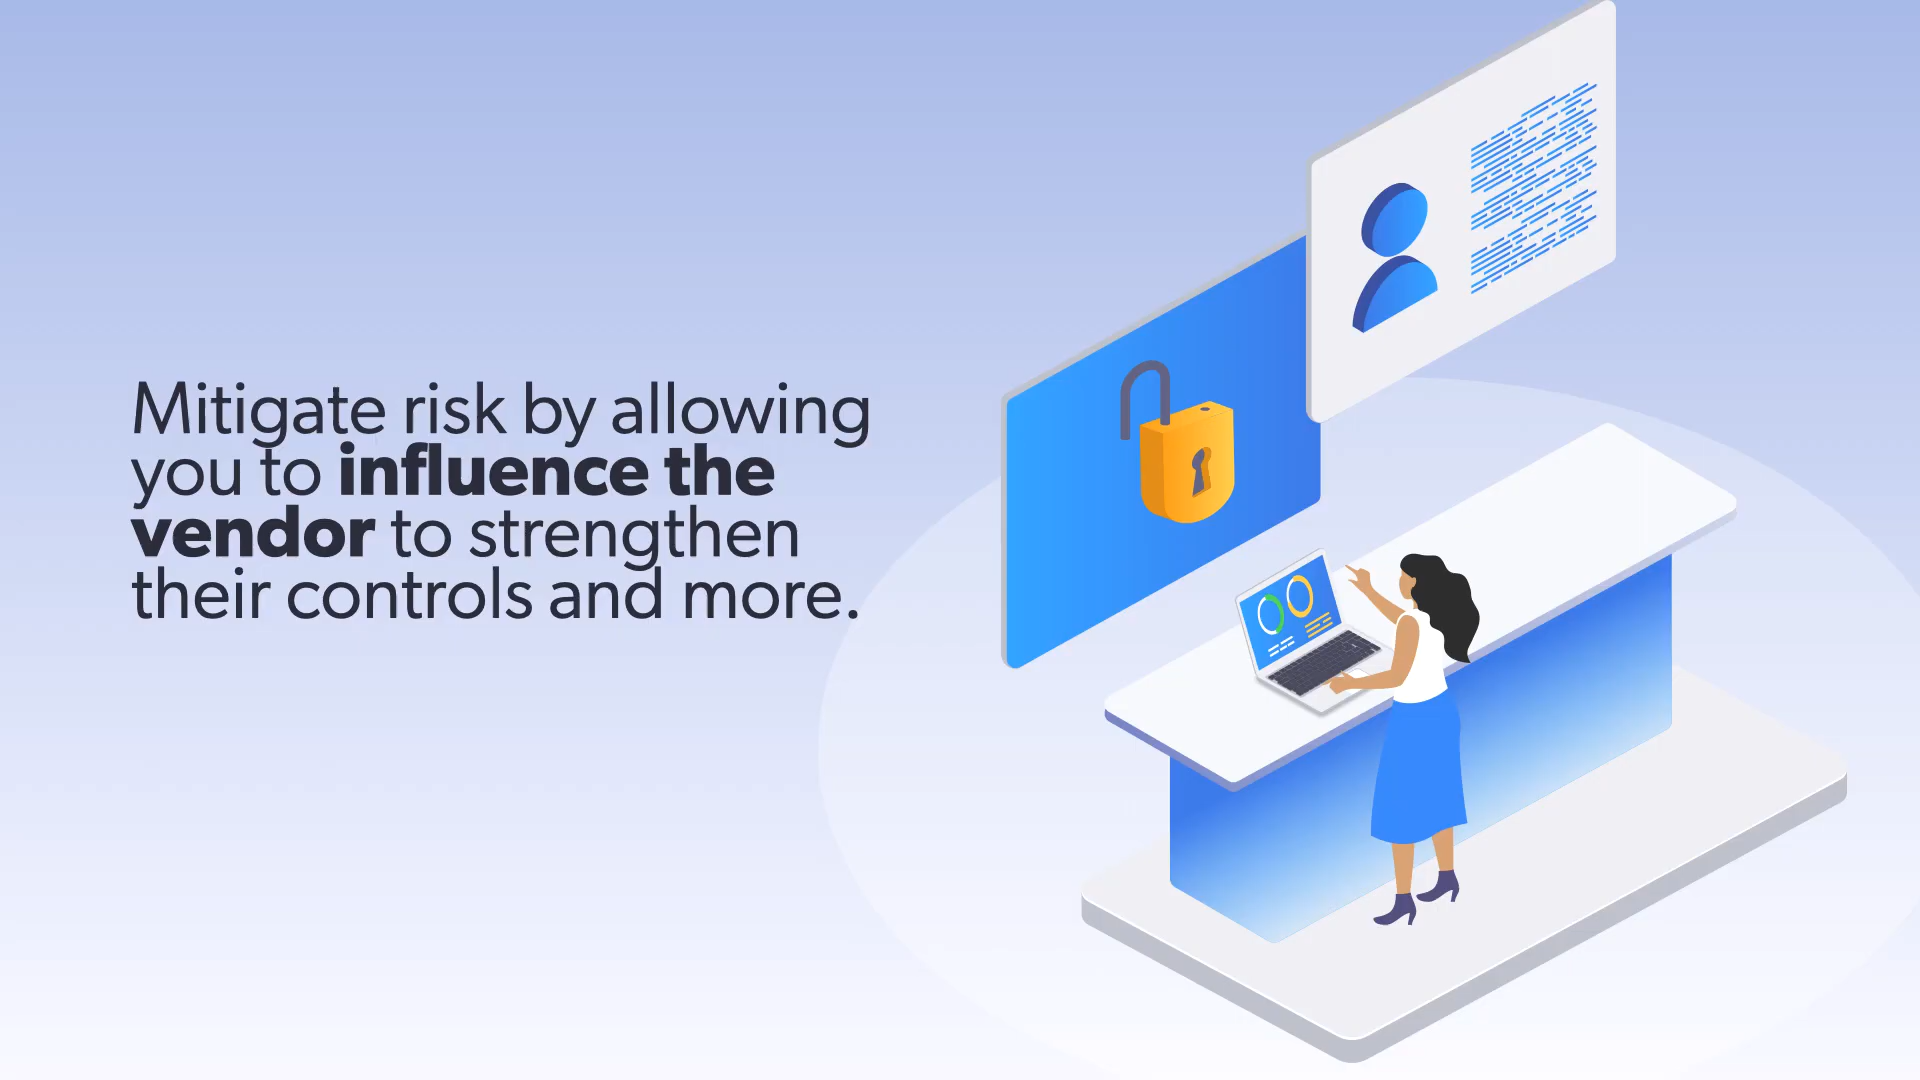 Mitigate risk by allowing
you to influence the
vendor to strengthen
their controls and more.